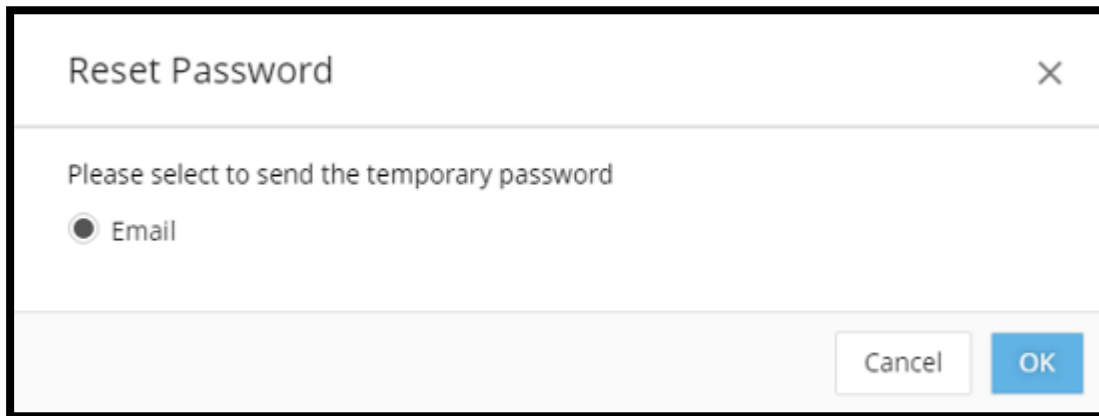 Reset Password
Please select to send the temporary password
Email
Cancel
OK